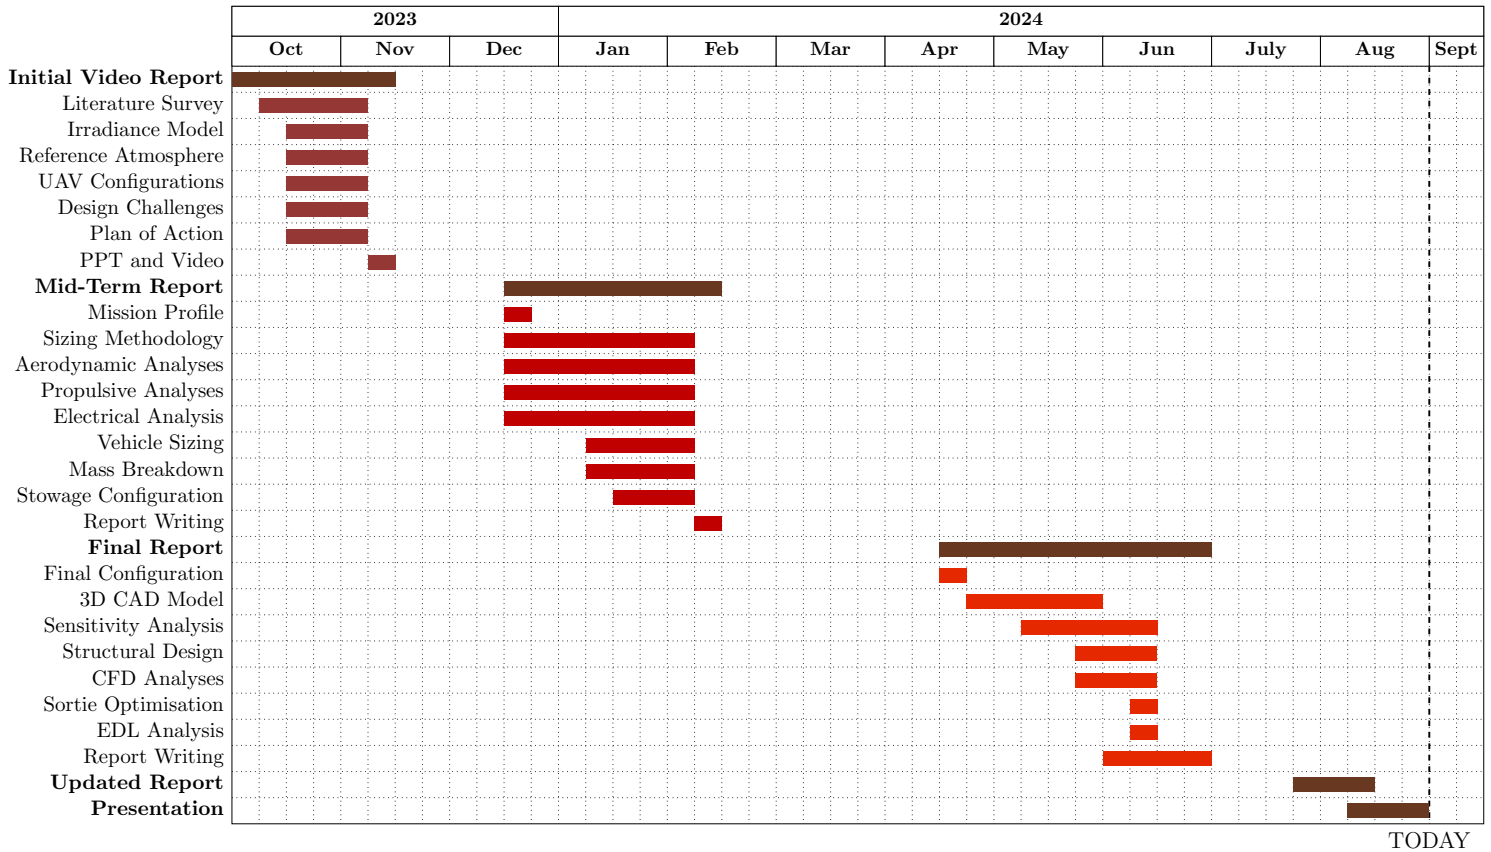 2023 2024
Oct Nov Dec Jan Feb Mar Apr May Jun July Aug Sept
Initial Video Report
Literature Survey
Irradiance Model
Reference Atmosphere
UAV Configurations
Design Challenges
Plan of Action
PPT and Video
Mid-Term Report
Mission Profile
Sizing Methodology
Aerodynamic Analyses
Propulsive Analyses
Electrical Analysis
Vehicle Sizing
Mass Breakdown
Stowage Configuration
Report Writing
Final Report
Final Configuration
3D CAD Model
Sensitivity Analysis
Structural Design
CFD Analyses
Sortie Optimisation
EDL Analysis
Report Writing
Updated Report
Presentation
TODAY